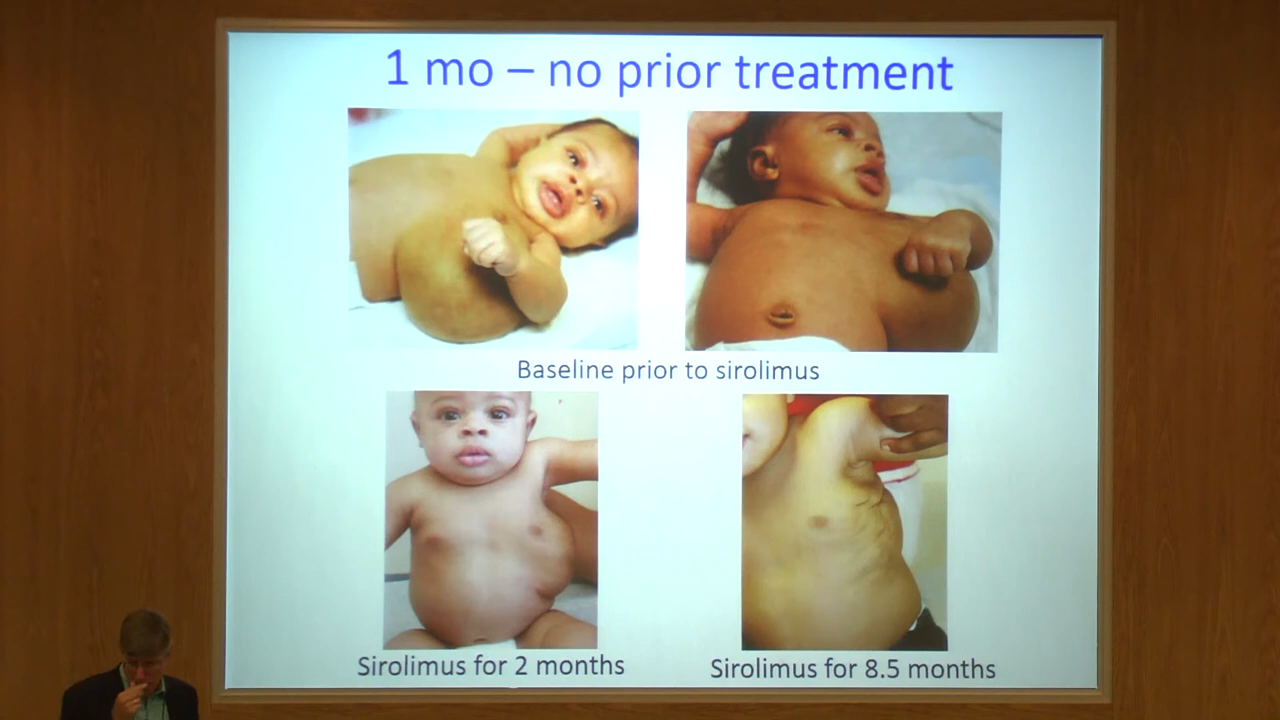 1 mo – no prior treatment
Baseline prior to sirolimus
Sirolimus for 2 months
Sirolimus for 8.5 months